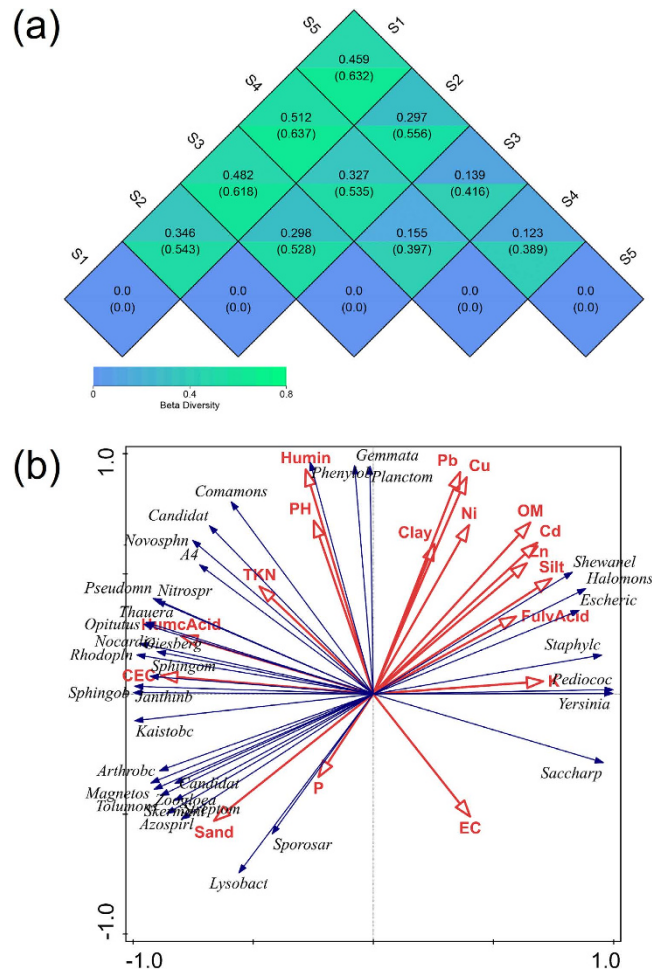 (a)
S5
S1
0.459
(0.632)
S4
S2
0.512
(0.637)
0.297
(0.556)
S3
S3
0.482
(0.618)
0.327
(0.535)
0.139
(0.416)
S2
S4
0.346
(0.543)
0.298
(0.528)
0.155
(0.397)
0.123
(0.389)
S1
S5
0.0
(0.0)
0.0
(0.0)
0.0
(0.0)
0.0
(0.0)
0.0
(0.0)
0
0.4
0.8
Beta Diversity
(b)
1.0
Humin
Gemmata
Phenylob
Planctom
Pb
Cu
Comamons
PH
Candidat
Ni
OM
Clay
Cd
Novosphn
A4
Zn
Silt
Shewanel
TKN
Halomons
Pseudomn
Nitrospr
Escheric
Thauera
Opitutus
HumcAcid
FulvAcid
Nocardi
Rhodopln
Sphingom
Staphylc
CEC
K
Pediococ
Sphingob
Janthinb
Yersinia
Kaistobc
Arthrobc
Saccharp
Candidat
P
Magnetos
Zoogloea
Tolumons
Azospirl
Sand
EC
Sporosar
Lysobact
-1.0
-1.0
1.0